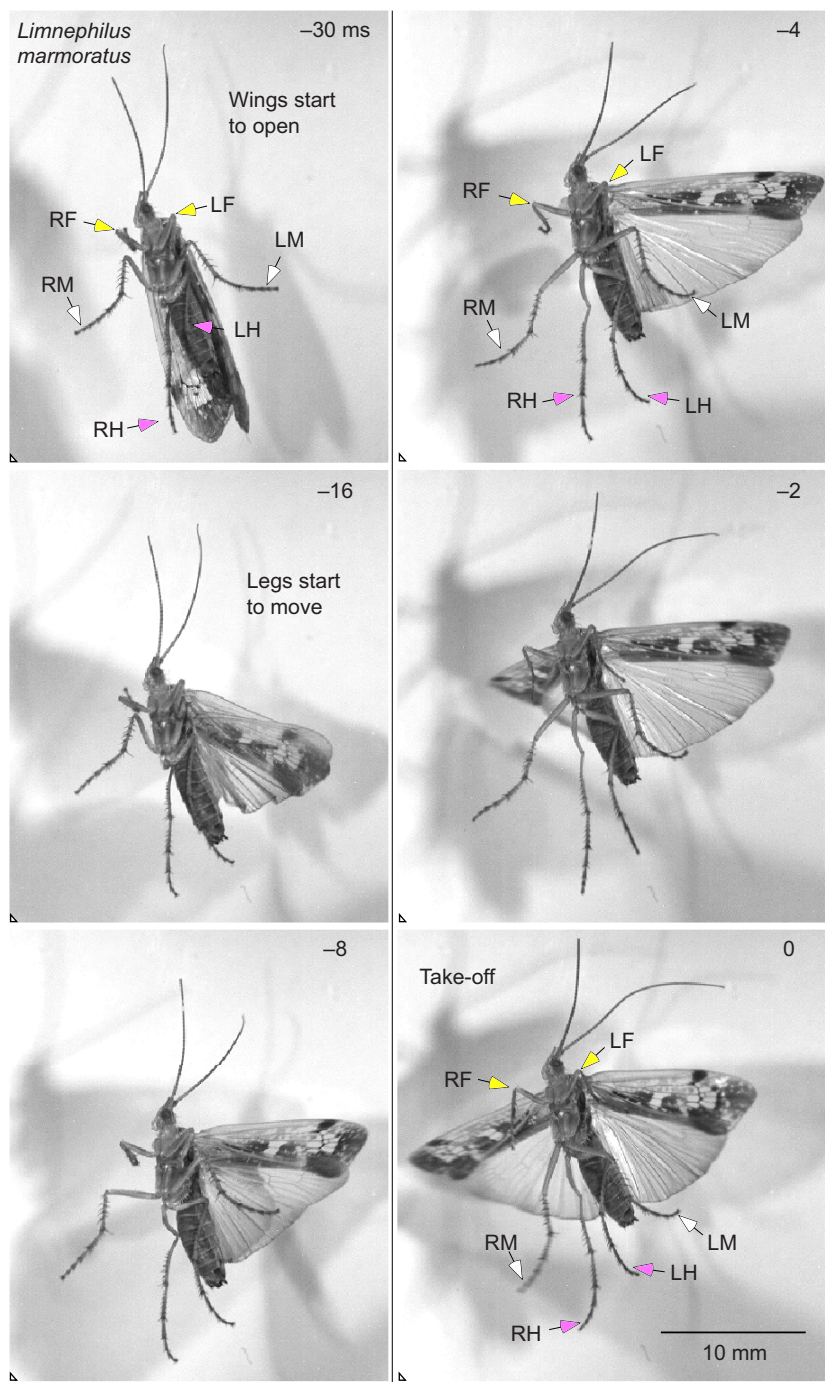 Limnephilus
marmoratus
–30 ms
Wings start
to open
RF
LF
LM
RM
LH
RH
–16
Legs start
to move
–8
–4
LF
RF
RM
LM
RH
LH
–2
0
Take-off
LF
RF
RM
LM
LH
RH
10 mm